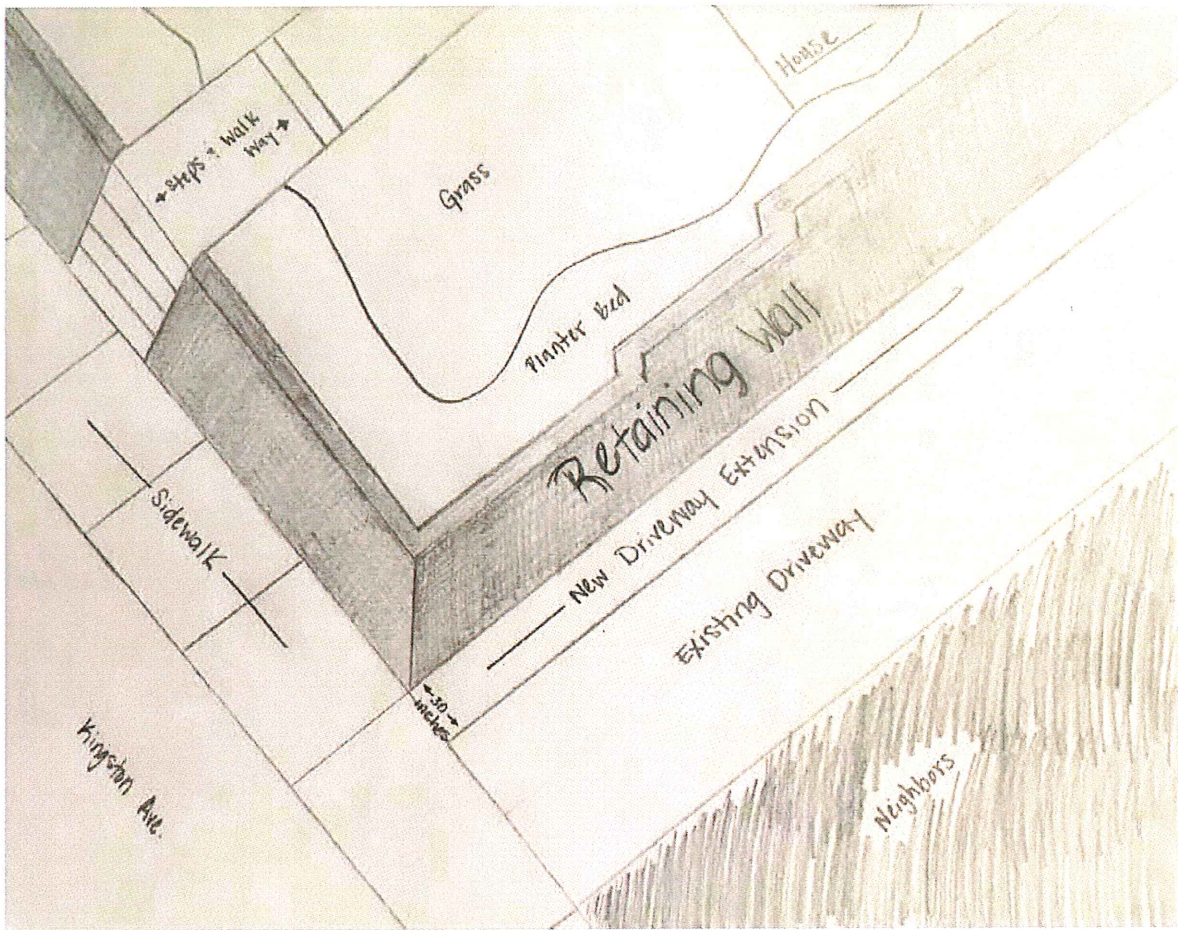 House
← Steps & Walk
Way →
Grass
Planter Bed
Retaining Wall
New Driveway Extension
Sidewalk
Existing Driveway
←30→
inches
Kingston Ave.
Neighbors